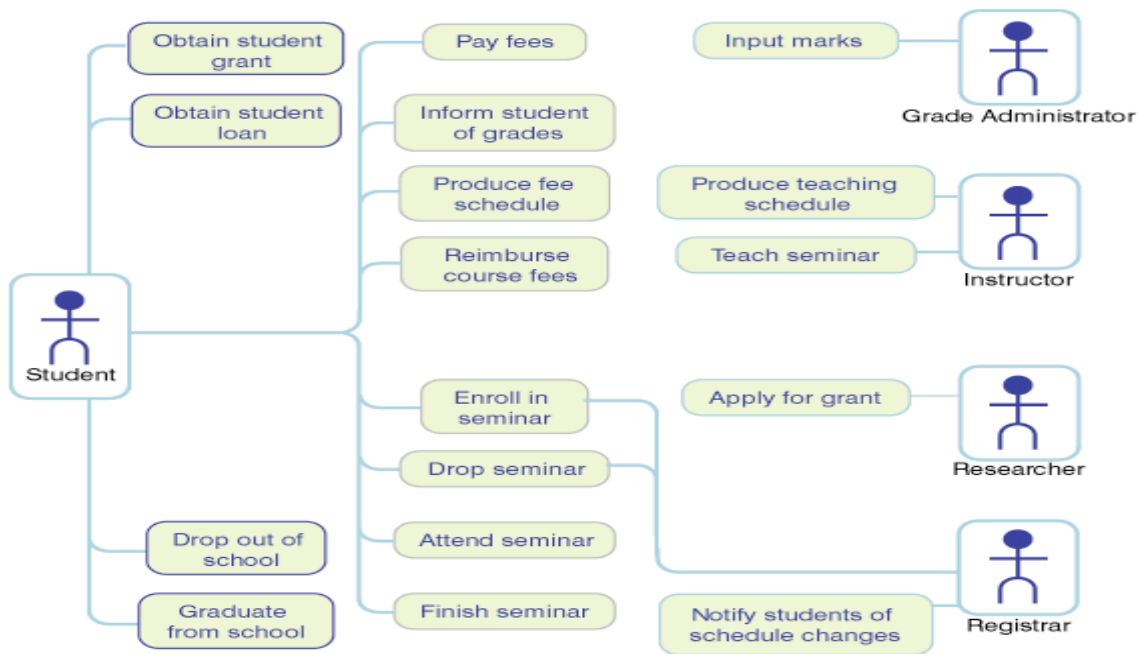 Obtain student
grant
Obtain student
loan
Student
Drop out of
school
Graduate
from school
Pay fees
Inform student
of grades
Produce fee
schedule
Reimburse
course fees
Enroll in
seminar
Drop seminar
Attend seminar
Finish seminar
Input marks
Grade Administrator
Produce teaching
schedule
Teach seminar
Instructor
Apply for grant
Researcher
Notify students of
schedule changes
Registrar